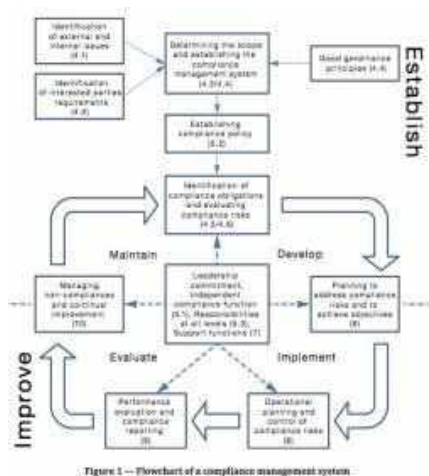 Identification
of external and
internal issues
(4.1)
Identification
of interested parties
requirements
(4.2)
Determining the scope
and establishing the
compliance
management system
(4.3/4.4)
Good governance
principles (4.4)
Establish
Establishing
compliance policy
(5.2)
Identification of
compliance obligations
and evaluating
compliance risks
(4.5/4.6)
Maintain
Develop
Managing
non-compliances
and continual
improvement
(10)
Leadership
commitment,
Independent
compliance function
(5.1), Responsibilities
at all levels (5.3),
Support functions (7)
Planning to
address compliance
risks and to
achieve objectives
(6)
Evaluate
Implement
Improve
Performance
evaluation and
compliance
reporting
(9)
Operational
planning and
control of
compliance risks
(8)
Figure 1 — Flowchart of a compliance management system